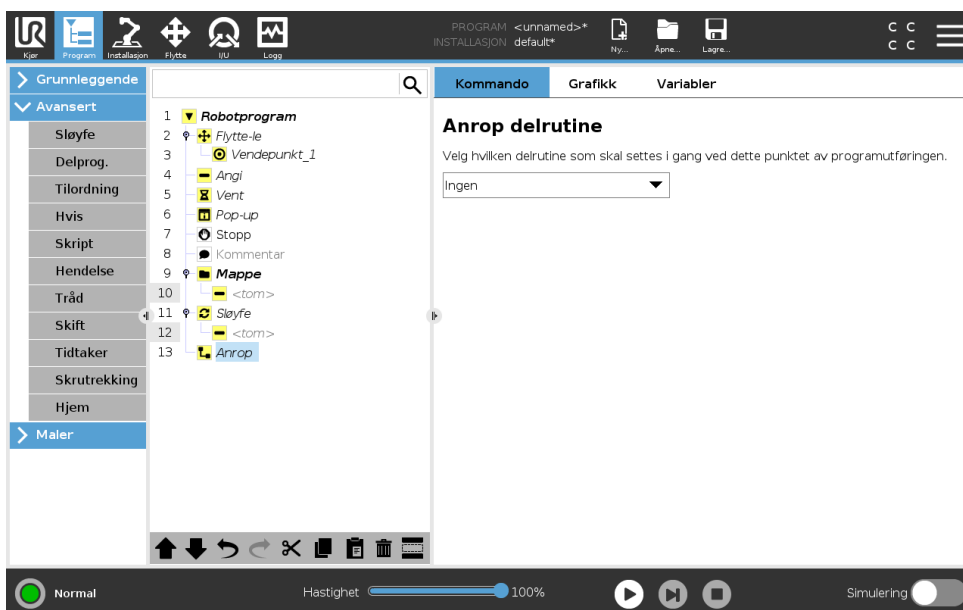 PROGRAM <unnamed>*
INSTALLASJON default*
C C
C C
Kjør
Program
Installasjon
Flytte
I/U
Logg
Ny...
Åpne...
Lagre...
Grunnleggende
Avansert
Sløyfe
Delprog.
Tilordning
Hvis
Skript
Hendelse
Tråd
Skift
Tidtaker
Skrutrekking
Hjem
Maler
1 Robotprogram
2 Flytte-le
3 Vendepunkt_1
4 Angi
5 Vent
6 Pop-up
7 Stopp
8 Kommentar
9 Mappe
10 <tom>
11 Sløyfe
12 <tom>
13 Anrop
Kommando Grafikk Variabler
Anrop delrutine
Velg hvilken delrutine som skal settes i gang ved dette punktet av programutføringen.
Ingen
Normal
Hastighet 100%
Simulering